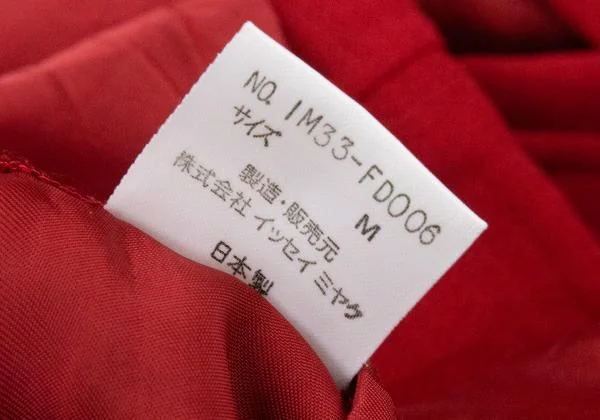 NO. IM33-FD006
サイズ M
製造・販売元
株式会社 イッセイ ミヤケ
日本製